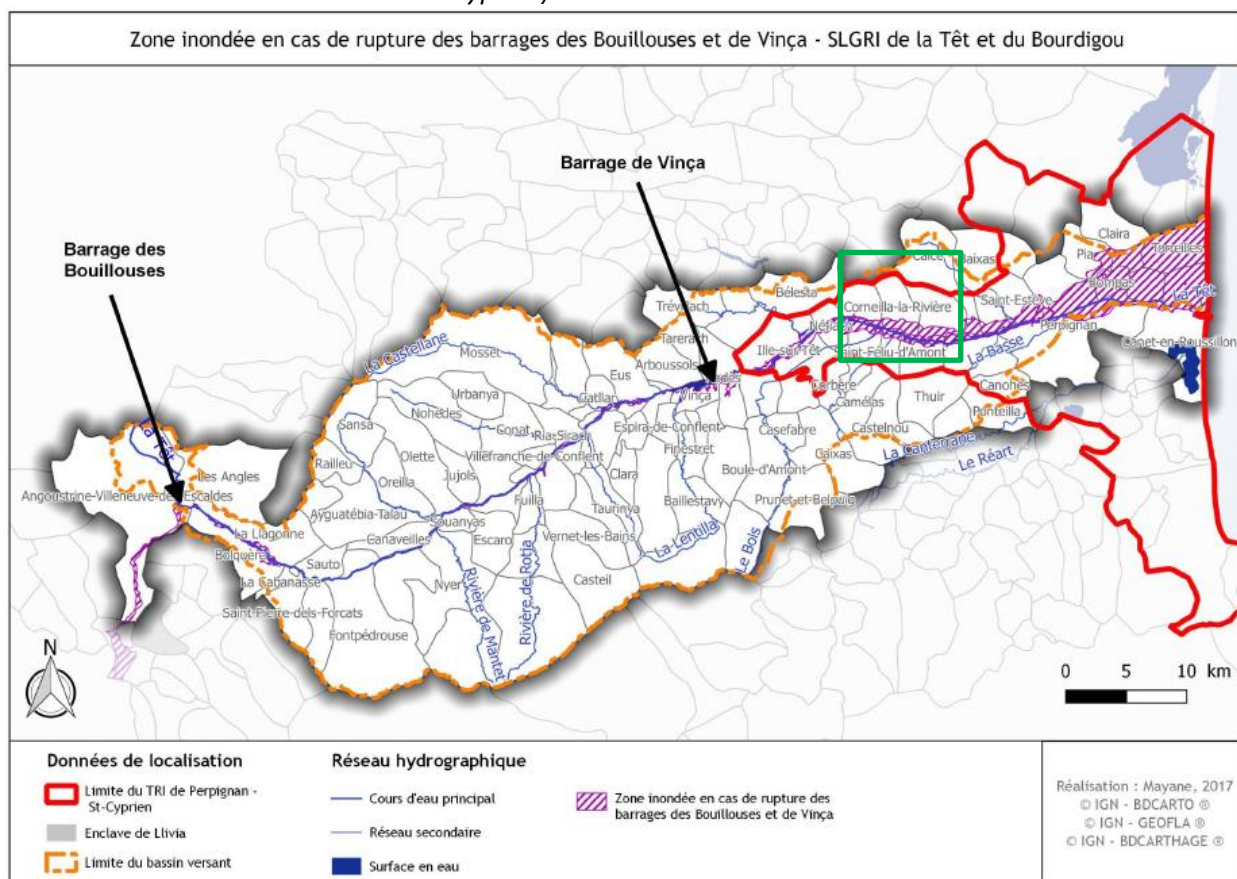 Zone inondée en cas de rupture des barrages des Bouillouses et de Vinça - SLGRI de la Têt et du Bourdigou
Barrage de Vinça
Barrage des
Bouillouses
Claira
Torreilles
Pia
Calce
Baixas
Bompas
La Têt
Bélesta
Trévillach
Corneilla-la-Rivière
Saint-Estève
Perpignan
Canet-en-Roussillon
Tarerach
Ille-sur-Têt
Saint-Féliu-d'Amont
La Basse
La Castellane
Mosset
Eus
Arboussols
Vinça
Corbère
Camélas
Thuir
Canohès
Ponteilla
Urbanya
Catllar
Nohèdes
Conat
Ria-Sirach
Espira-de-Conflent
Casefabre
Castelnou
La Canterrane
Le Réart
Sansa
Olette
Villefranche-de-Conflent
Finestret
Caixas
Railleu
Jujols
Clara
Boule-d'Amont
Oreilla
Fuilla
Taurinya
Baillestavy
Prunet-et-Belpuig
Les Angles
Angoustrine-Villeneuve-des-Escaldes
Ayguatébia-Talau
Souanyas
La Llagonne
Canaveilles
Escaro
Vernet-les-Bains
La Lentilla
Le Bois
Bolquère
Sauto
La Cabanasse
Nyer
Casteil
Rivière de Mantet
Rivière de Rotja
Saint-Pierre-dels-Forcats
Fontpédrouse
N
0 5 10 km
Données de localisation
Limite du TRI de Perpignan -
St-Cyprien
Enclave de Llivia
Limite du bassin versant
Réseau hydrographique
Cours d'eau principal
Réseau secondaire
Surface en eau
Zone inondée en cas de rupture des
barrages des Bouillouses et de Vinça
Réalisation : Mayane, 2017
© IGN - BDCARTO ®
© IGN - GEOFLA ®
© IGN - BDCARTHAGE ®